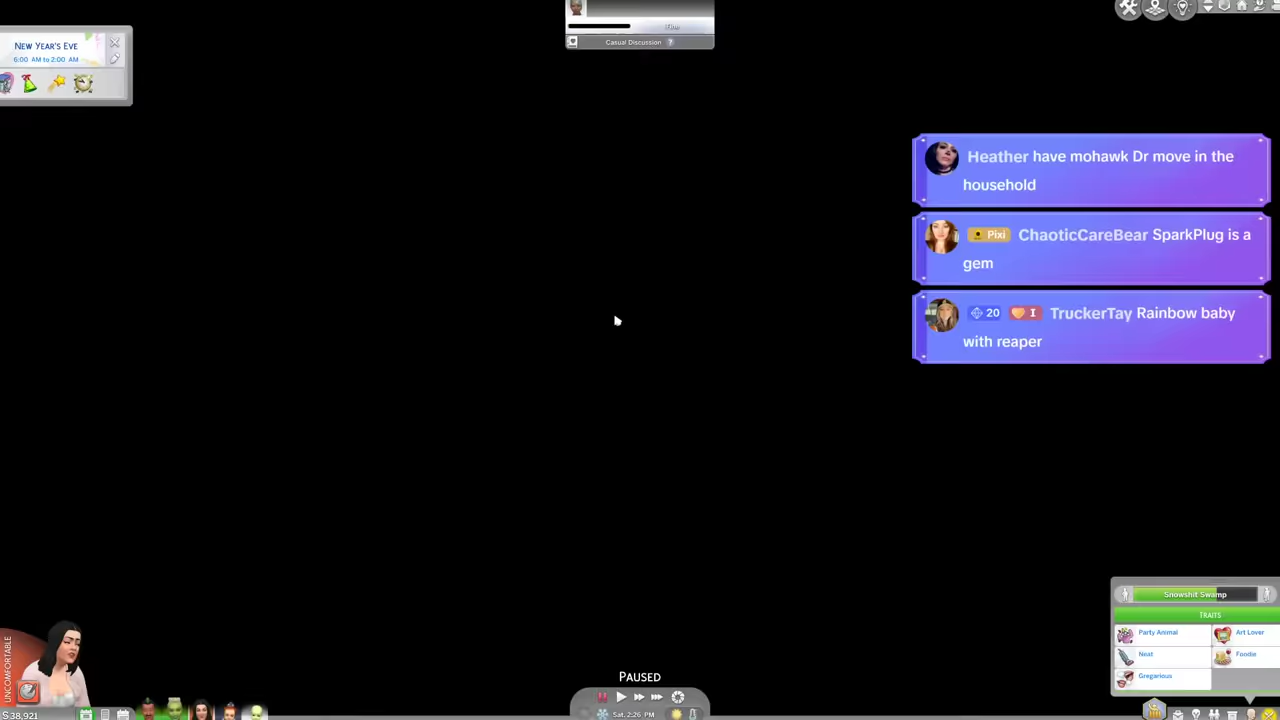 Casual Discussion ?
NEW YEAR'S EVE
6:00 AM to 2:00 AM
Heather have mohawk Dr move in the
household
Pixi ChaoticCareBear SparkPlug is a
gem
20 I TruckerTay Rainbow baby
with reaper
Snowshit Swamp
TRAITS
Party Animal
Art Lover
Neat
Foodie
Gregarious
UNCOMFORTABLE
PAUSED
§38,921
Sat. 2:26 PM